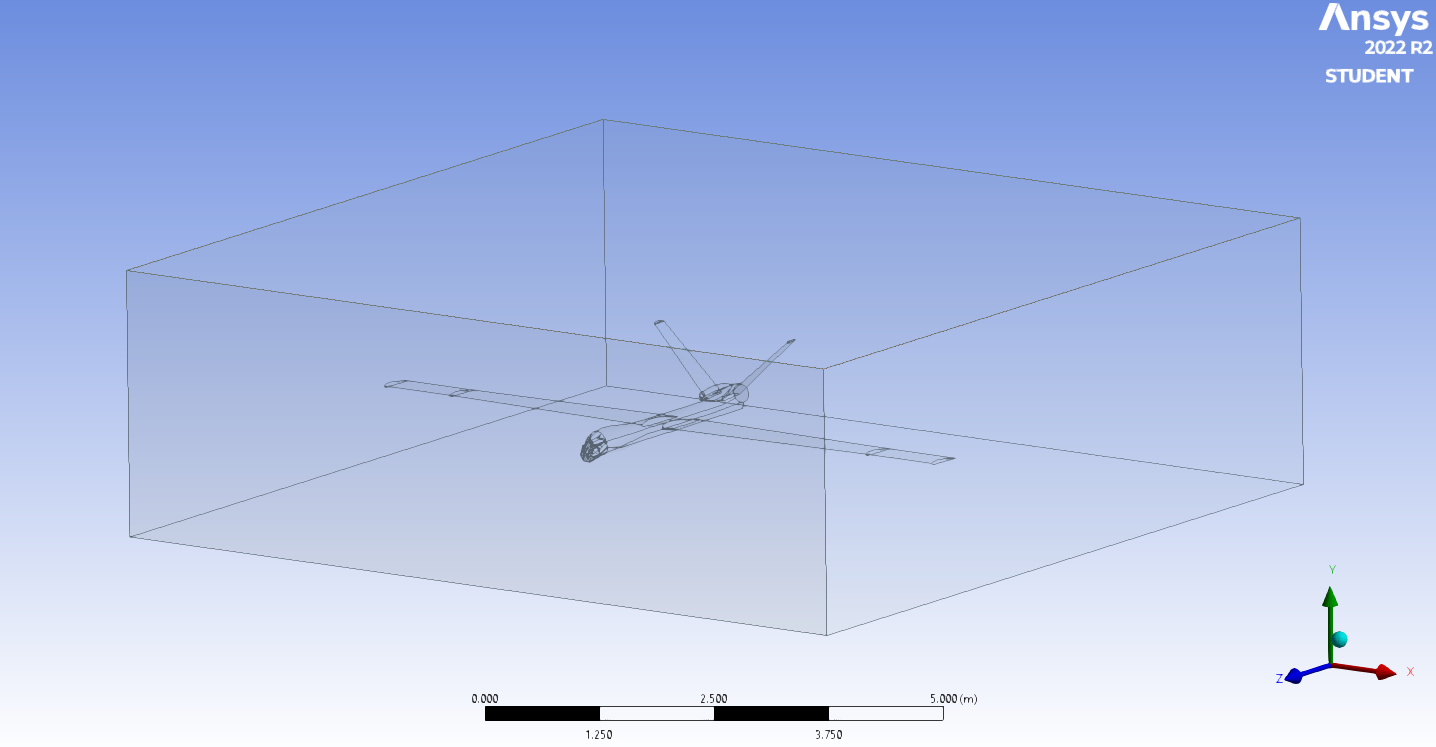 Ansys
2022 R2
STUDENT
Y
X
Z
0.000 2.500 5.000 (m)
1.250 3.750